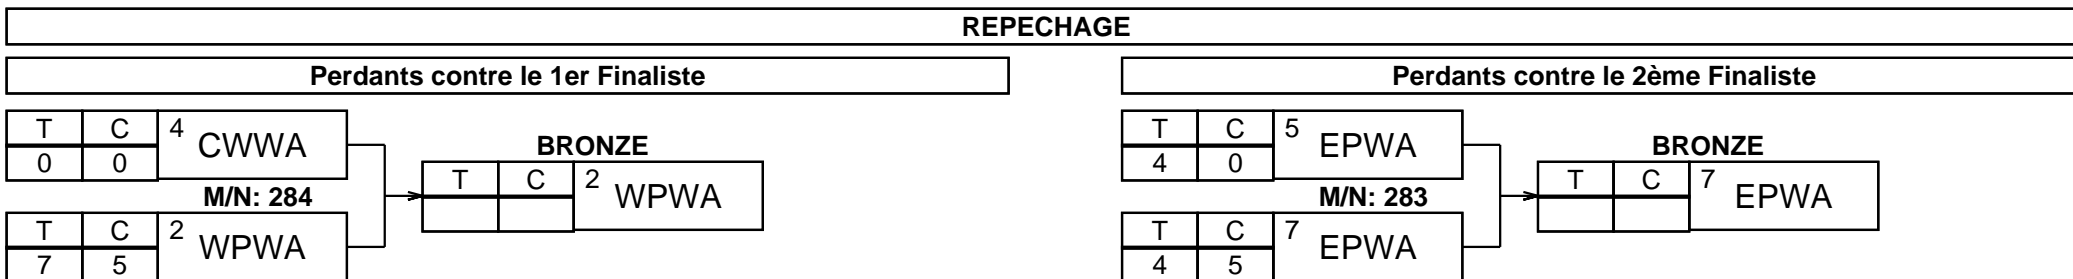 REPECHAGE
Perdants contre le 1er Finaliste
Perdants contre le 2ème Finaliste
T C 4 CWWA
0 0
M/N: 284
T C 2 WPWA
7 5
BRONZE
T C 2 WPWA
T C 5 EPWA
4 0
M/N: 283
T C 7 EPWA
4 5
BRONZE
T C 7 EPWA